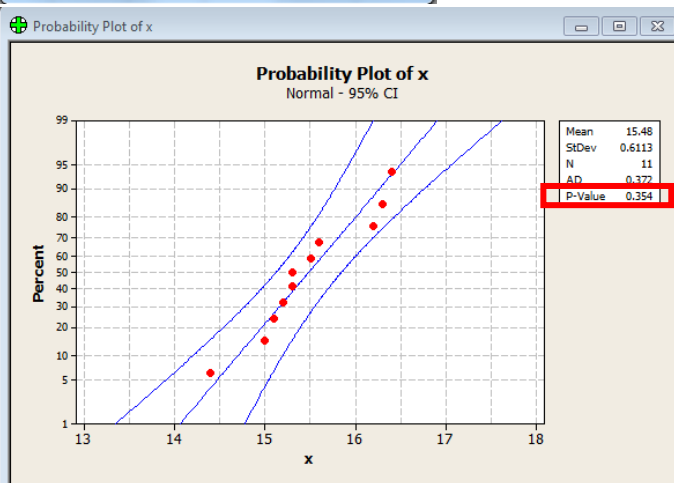 Probability Plot of x
Probability Plot of x
Normal - 95% CI
99
95
90
80
70
60
50
40
30
20
10
5
1
Percent
13 14 15 16 17 18
x
Mean 15.48
StDev 0.6113
N 11
AD 0.372
P-Value 0.354